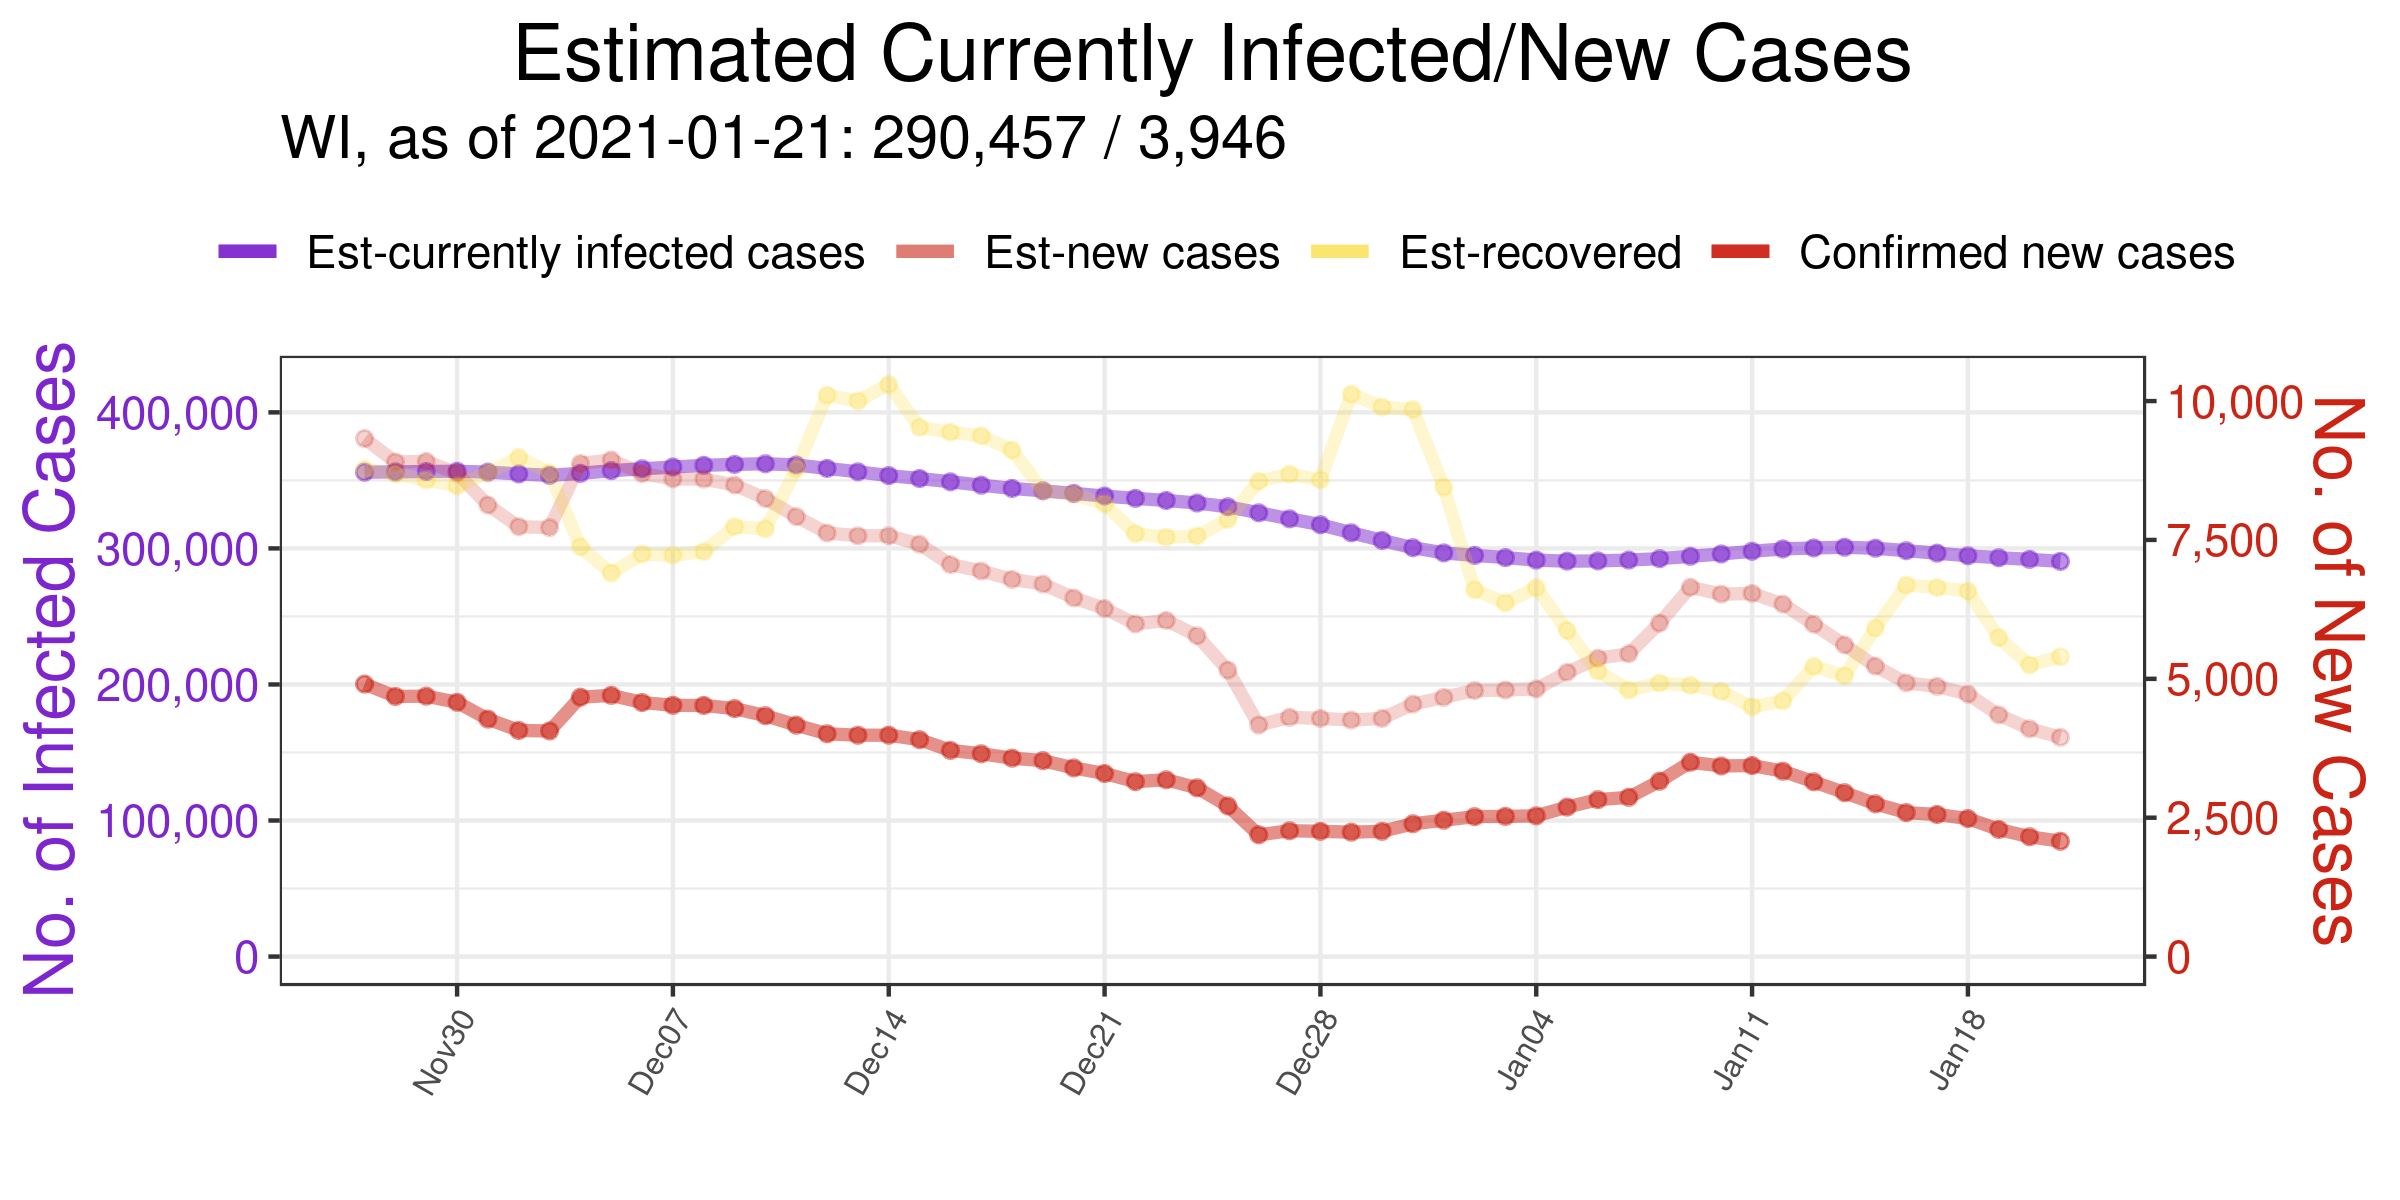 Estimated Currently Infected/New Cases
WI, as of 2021-01-21: 290,457 / 3,946
Est-currently infected cases Est-new cases Est-recovered Confirmed new cases
No. of Infected Cases
400,000
300,000
200,000
100,000
0
10,000
7,500
5,000
2,500
0
No. of New Cases
Nov30 Dec07 Dec14 Dec21 Dec28 Jan04 Jan11 Jan18